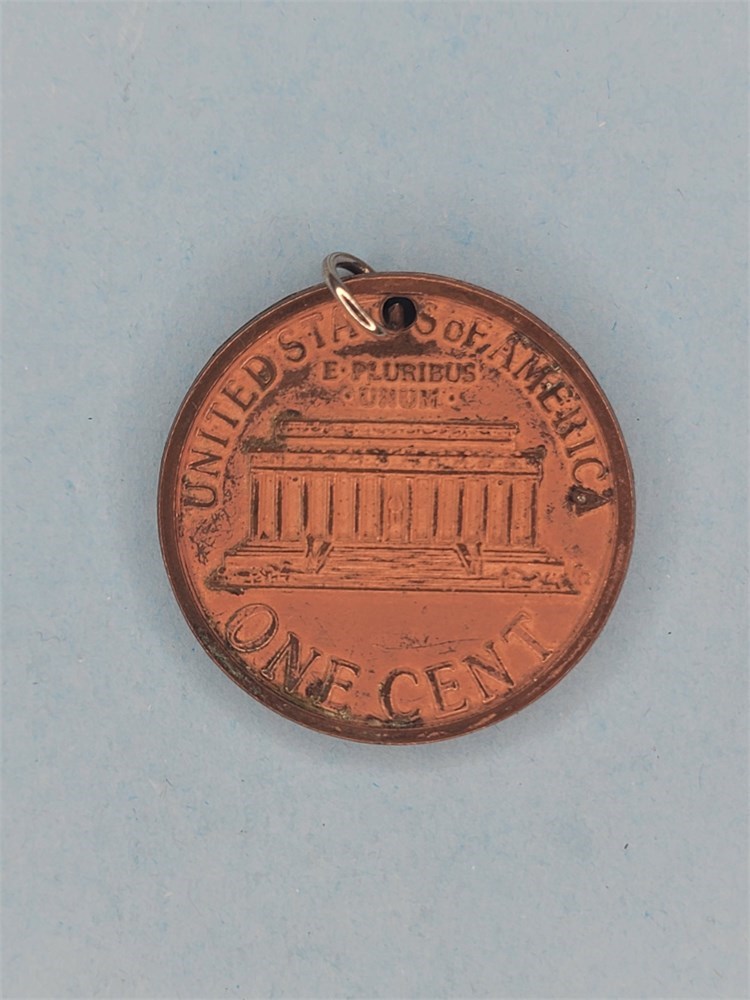 UNITED STATES OF AMERICA
E·PLURIBUS
·UNUM·
ONE CENT